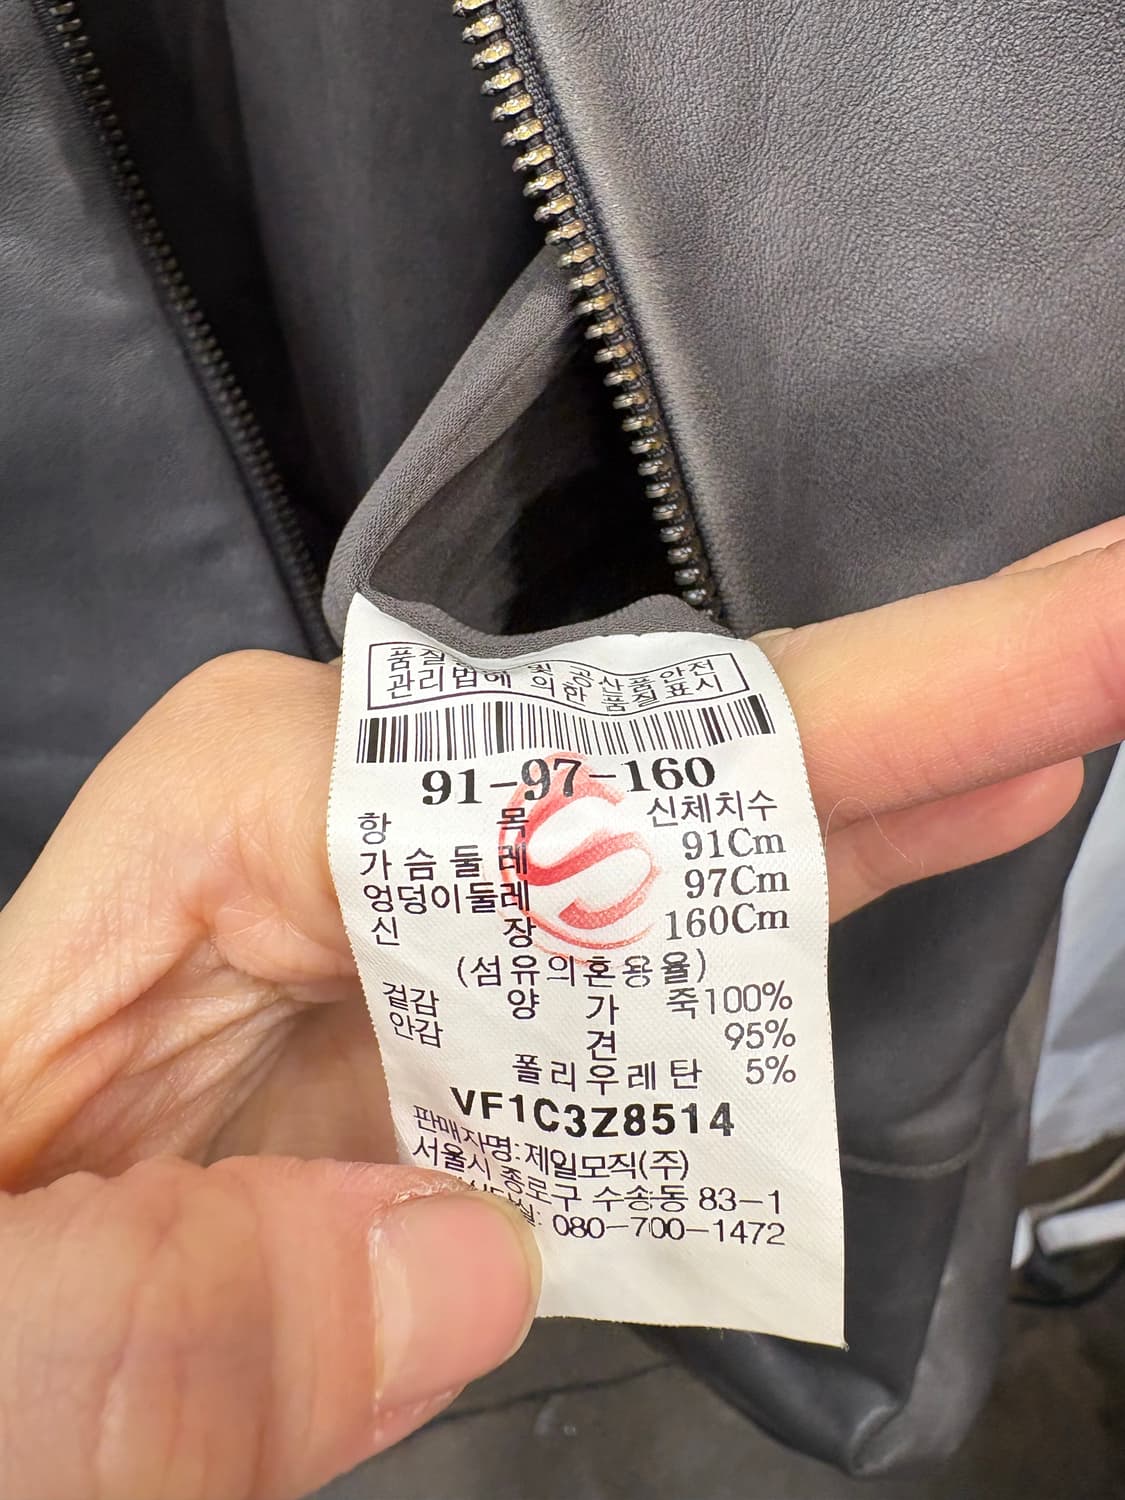 품질 및 공산품안전
관리법에 의한 품질표시
91-97-160
항 목 신체치수
가슴둘레 91Cm
엉덩이둘레 97Cm
신 장 160Cm
(섬유의혼용율)
겉감 양 가 죽100%
안감 견 95%
폴리우레탄 5%
VF1C3Z8514
판매자명:제일모직(주)
서울시 종로구 수송동 83-1
실: 080-700-1472